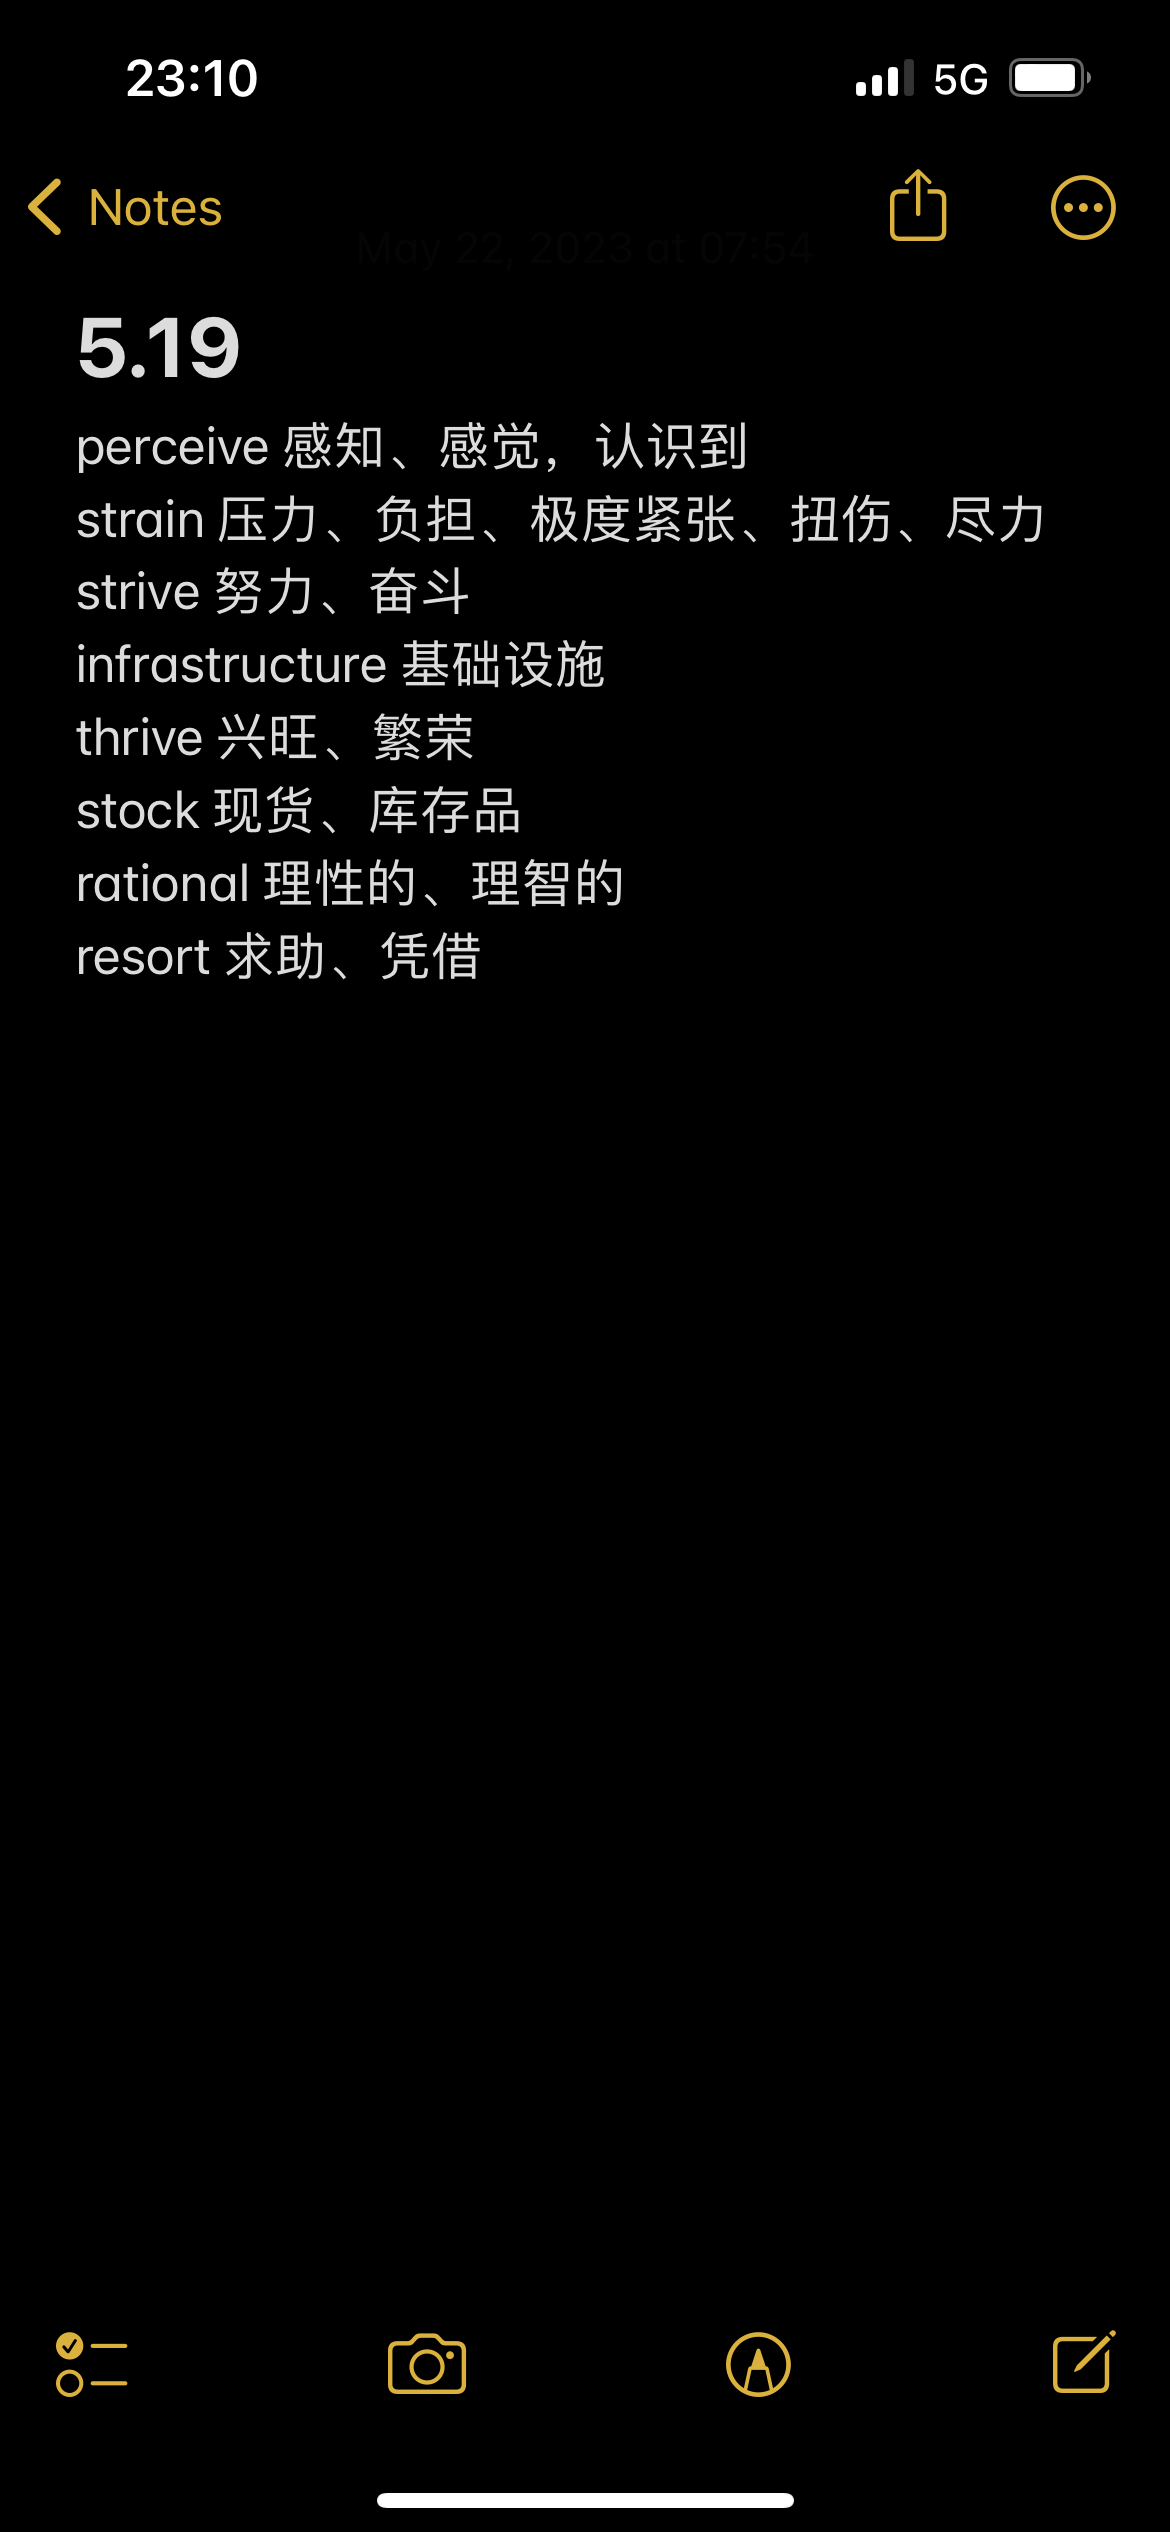 23:10
5G
Notes
May 22, 2023 at 07:54
5.19
perceive 感知、感觉，认识到
strain 压力、负担、极度紧张、扭伤、尽力
strive 努力、奋斗
infrastructure 基础设施
thrive 兴旺、繁荣
stock 现货、库存品
rational 理性的、理智的
resort 求助、凭借